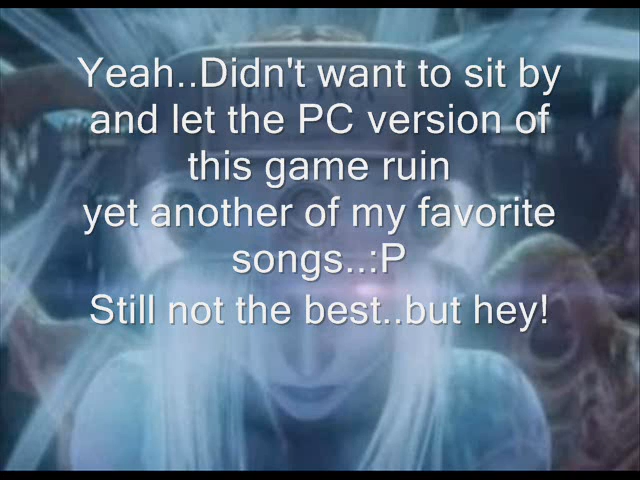 Yeah..Didn't want to sit by
and let the PC version of
this game ruin
yet another of my favorite
songs..:P
Still not the best..but hey!